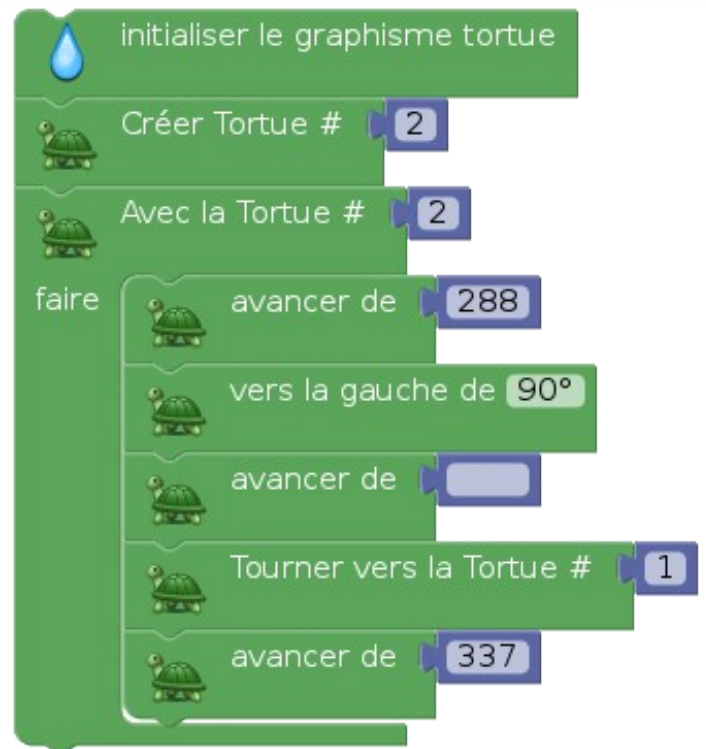 initialiser le graphisme tortue
Créer Tortue # 2
Avec la Tortue # 2
faire avancer de 288
vers la gauche de 90°
avancer de
Tourner vers la Tortue # 1
avancer de 337